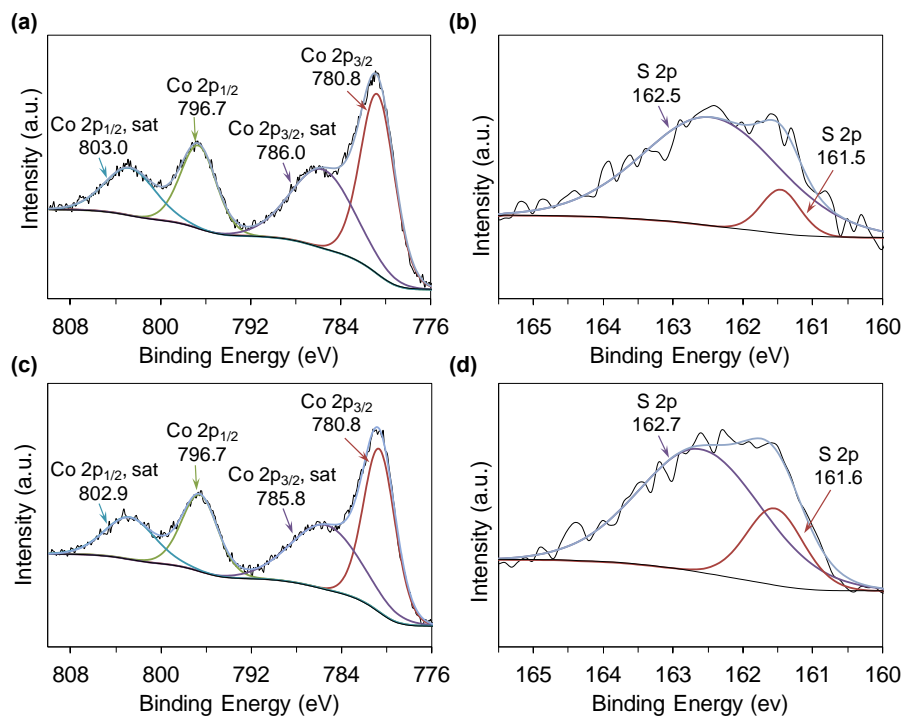 (a)
Intensity (a.u.)
Co 2p1/2, sat
803.0
Co 2p1/2
796.7
Co 2p3/2, sat
786.0
Co 2p3/2
780.8
808 800 792 784 776
Binding Energy (eV)
(b)
Intensity (a.u.)
S 2p
162.5
S 2p
161.5
165 164 163 162 161 160
Binding Energy (eV)
(c)
Intensity (a.u.)
Co 2p1/2, sat
802.9
Co 2p1/2
796.7
Co 2p3/2, sat
785.8
Co 2p3/2
780.8
808 800 792 784 776
Binding Energy (eV)
(d)
Intensity (a.u.)
S 2p
162.7
S 2p
161.6
165 164 163 162 161 160
Binding Energy (ev)